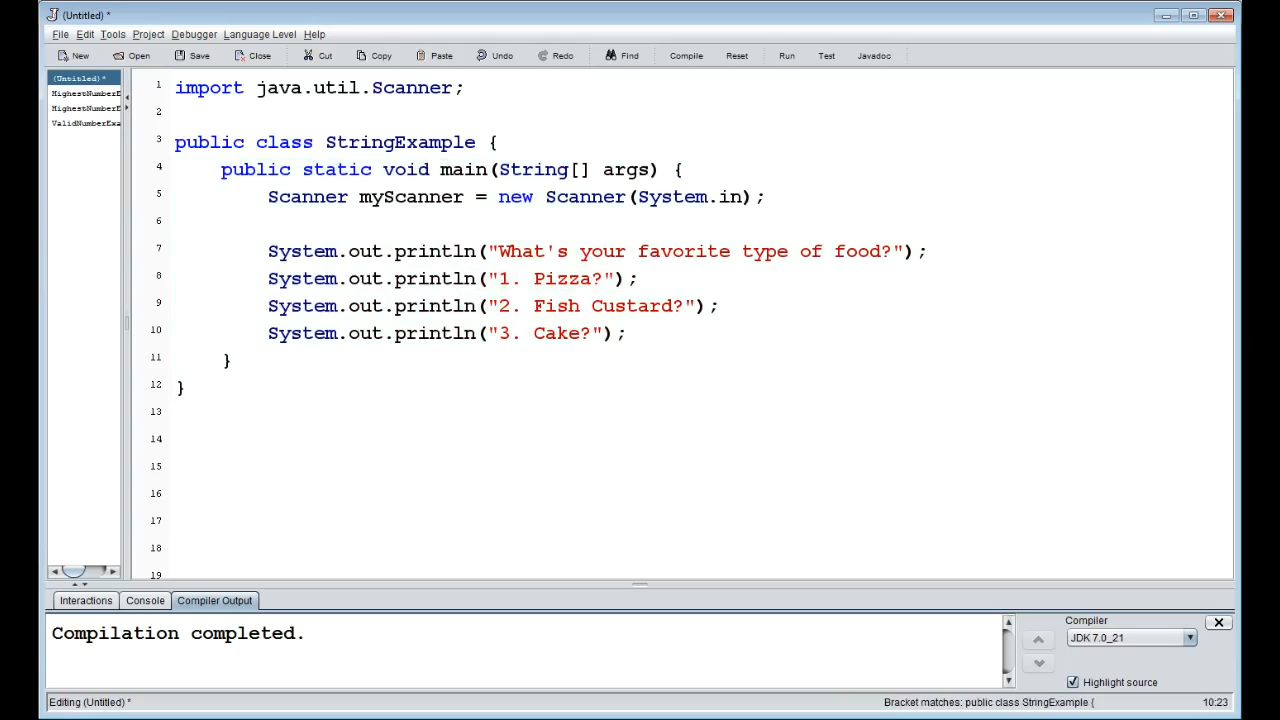 (Untitled) *
File Edit Tools Project Debugger Language Level Help
New Open Save Close Cut Copy Paste Undo Redo Find Compile Reset Run Test Javadoc
(Untitled) *
HighestNumberE
HighestNumberE
ValidNumberExa
1 import java.util.Scanner;
2
3 public class StringExample {
4 public static void main(String[] args) {
5 Scanner myScanner = new Scanner(System.in);
6
7 System.out.println("What's your favorite type of food?");
8 System.out.println("1. Pizza?");
9 System.out.println("2. Fish Custard?");
10 System.out.println("3. Cake?");
11 }
12 }
13
14
15
16
17
18
19
Interactions Console Compiler Output
Compilation completed.
Compiler
JDK 7.0_21
Highlight source
Editing (Untitled) * Bracket matches: public class StringExample { 10:23